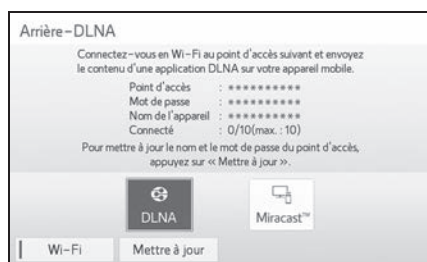 Arrière-DLNA
Connectez-vous en Wi-Fi au point d'accès suivant et envoyez
le contenu d'une application DLNA sur votre appareil mobile.
Point d'accès : **********
Mot de passe : **********
Nom de l'appareil : **********
Connecté : 0/10(max. : 10)
Pour mettre à jour le nom et le mot de passe du point d'accès,
appuyez sur « Mettre à jour ».
DLNA Miracast™
Wi-Fi Mettre à jour